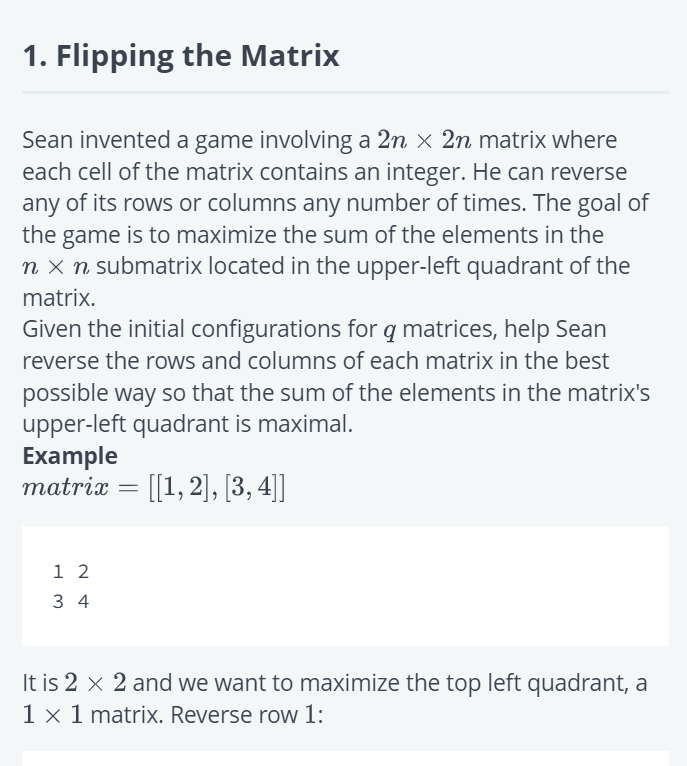 1. Flipping the Matrix
Sean invented a game involving a 2n × 2n matrix where
each cell of the matrix contains an integer. He can reverse
any of its rows or columns any number of times. The goal of
the game is to maximize the sum of the elements in the
n × n submatrix located in the upper-left quadrant of the
matrix.
Given the initial configurations for q matrices, help Sean
reverse the rows and columns of each matrix in the best
possible way so that the sum of the elements in the matrix's
upper-left quadrant is maximal.
Example
matrix = [[1, 2], [3, 4]]
1 2
3 4
It is 2 × 2 and we want to maximize the top left quadrant, a
1 × 1 matrix. Reverse row 1: